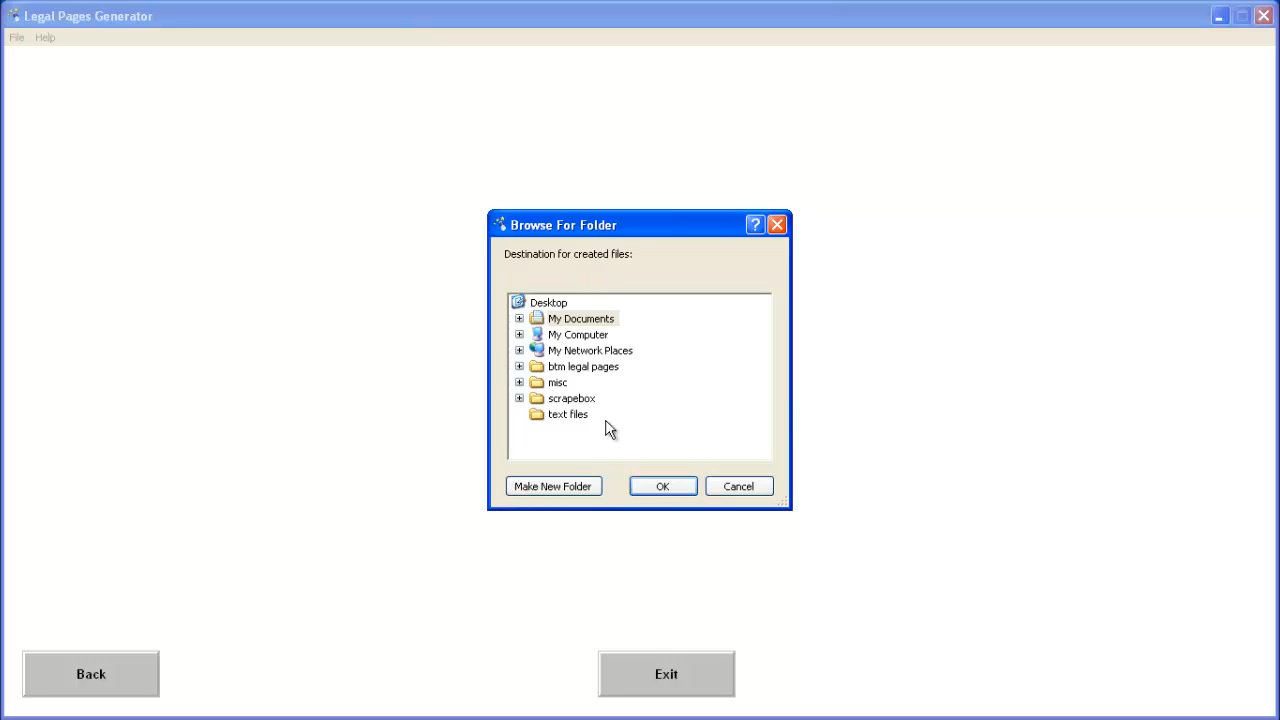 Legal Pages Generator
File Help
Browse For Folder
Destination for created files:
Desktop
My Documents
My Computer
My Network Places
btm legal pages
misc
scrapebox
text files
Make New Folder OK Cancel
Back Exit